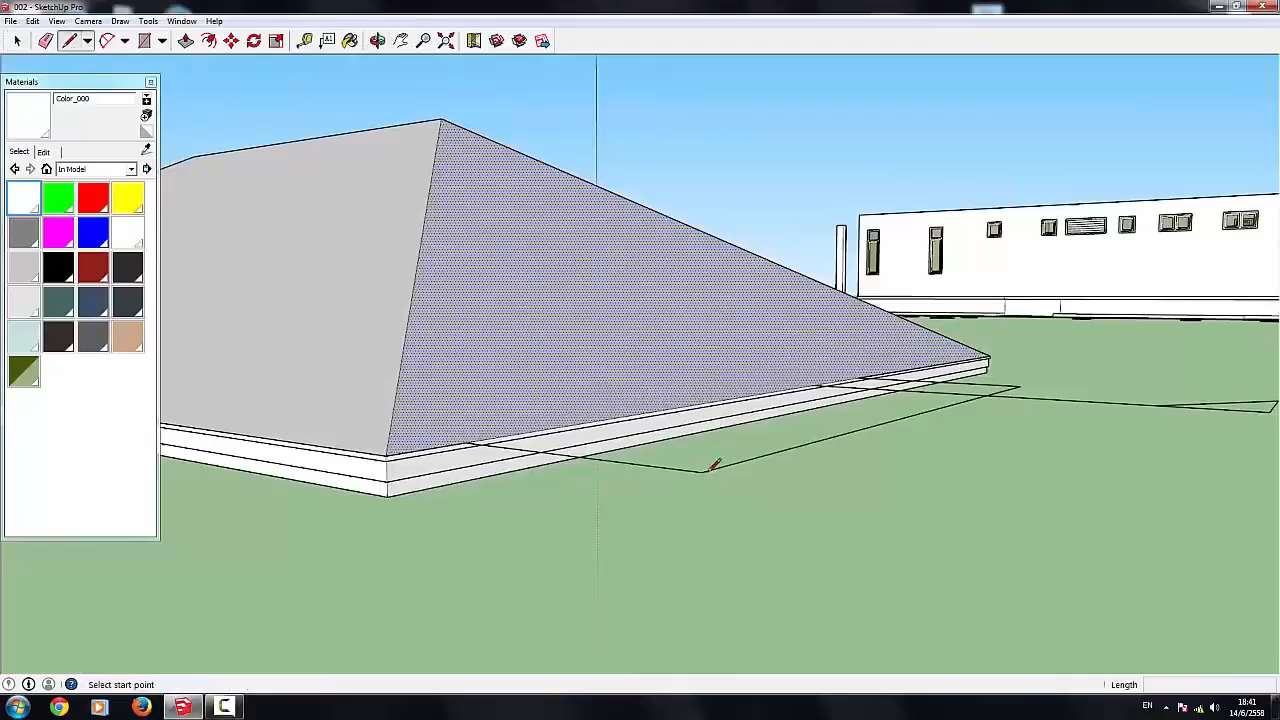 002 - SketchUp Pro
File Edit View Camera Draw Tools Window Help
Materials
Color_000
Select Edit
In Model
Select start point
Length
EN
18:41
14/6/2558